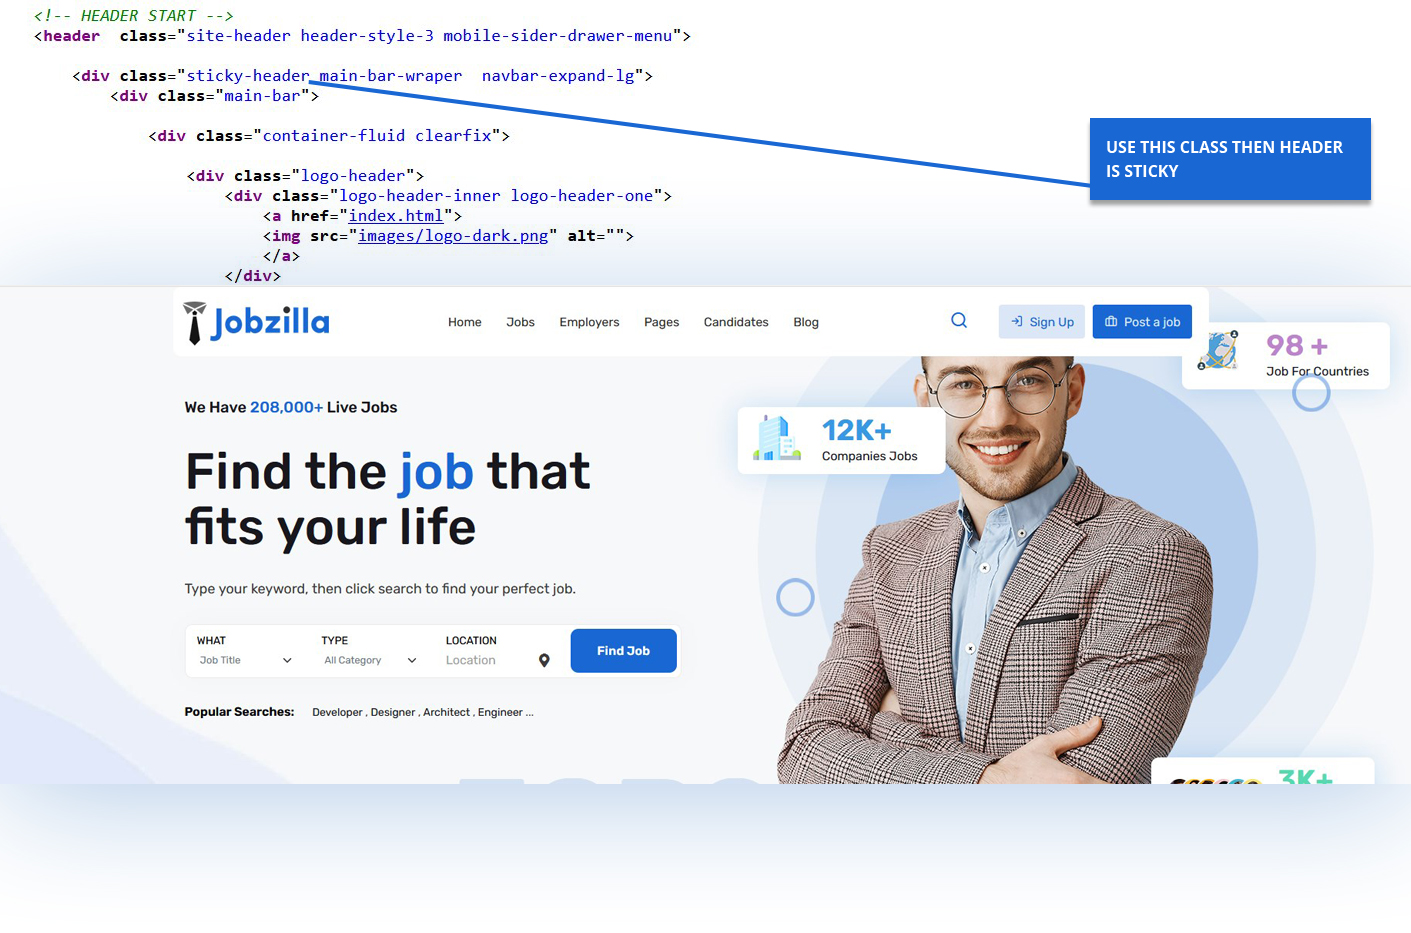 <!-- HEADER START -->
<header  class="site-header header-style-3 mobile-sider-drawer-menu">
<div class="sticky-header main-bar-wraper  navbar-expand-lg">
<div class="main-bar">
<div class="container-fluid clearfix">
<div class="logo-header">
<div class="logo-header-inner logo-header-one">
<a href="index.html">
<img src="images/logo-dark.png" alt="">
</a>
</div>
USE THIS CLASS THEN HEADER
IS STICKY
Jobzilla
Home Jobs Employers Pages Candidates Blog
Sign Up
Post a job
98 +
Job For Countries
We Have 208,000+ Live Jobs
12K+
Companies Jobs
Find the job that
fits your life
Type your keyword, then click search to find your perfect job.
WHAT TYPE LOCATION
Job Title All Category Location
Find Job
Popular Searches: Developer , Designer , Architect , Engineer ...
3K+